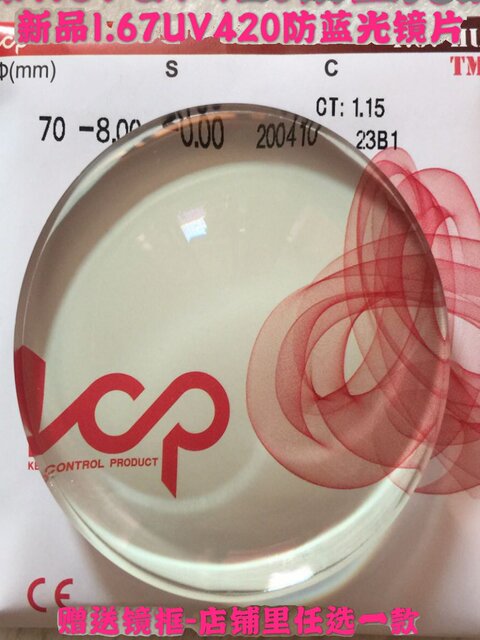 新品1.67UV420防蓝光镜片
Φ(mm) S C
TM
CT: 1.15
70 -8.00 -0.00 200410 23B1
KCP
CONTROL PRODUCT
CE
赠送镜框-店铺里任选一款